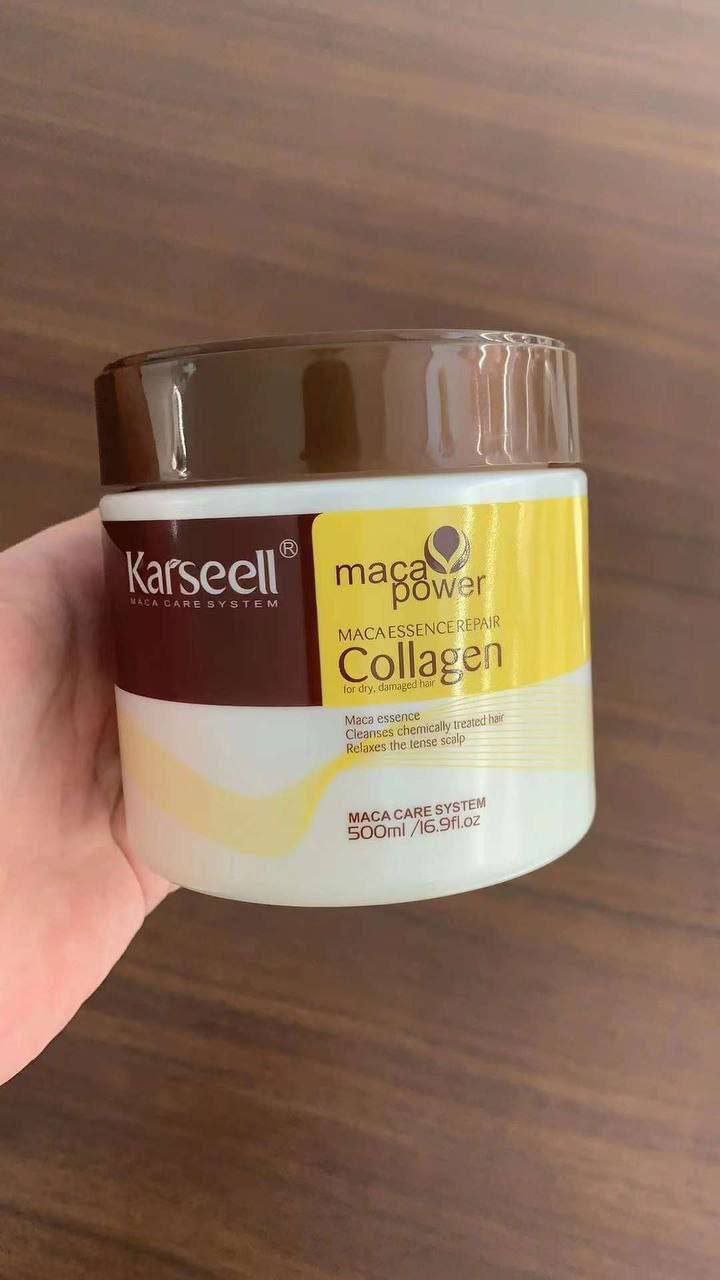 Karseell®
MACA CARE SYSTEM
maca
power
MACA ESSENCE REPAIR
Collagen
for dry, damaged hair
Maca essence
Cleanses chemically treated hair
Relaxes the tense scalp
MACA CARE SYSTEM
500ml /16.9fl.oz